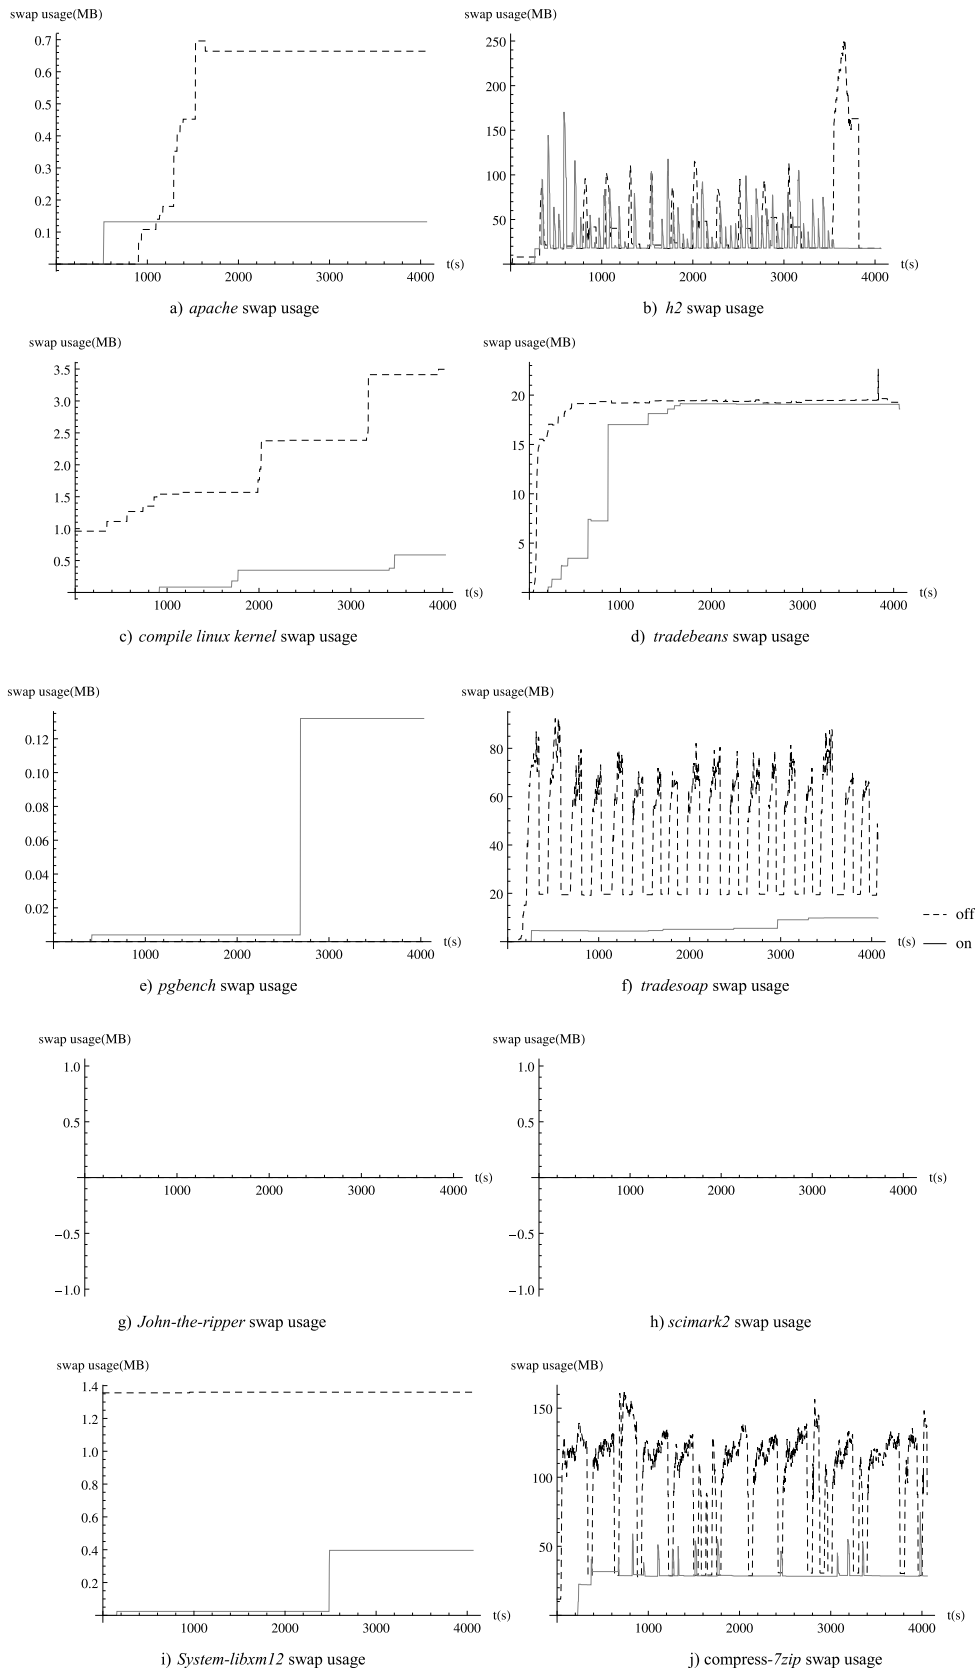 swap usage(MB)
0.7
0.6
0.5
0.4
0.3
0.2
0.1
1000 2000 3000 4000 t(s)
a) apache swap usage
swap usage(MB)
250
200
150
100
50
1000 2000 3000 4000 t(s)
b) h2 swap usage
swap usage(MB)
3.5
3.0
2.5
2.0
1.5
1.0
0.5
1000 2000 3000 4000 t(s)
c) compile linux kernel swap usage
swap usage(MB)
20
15
10
5
1000 2000 3000 4000 t(s)
d) tradebeans swap usage
swap usage(MB)
0.12
0.10
0.08
0.06
0.04
0.02
1000 2000 3000 4000 t(s)
e) pgbench swap usage
swap usage(MB)
80
60
40
20
1000 2000 3000 4000 t(s)
off
on
f) tradesoap swap usage
swap usage(MB)
1.0
0.5
1000 2000 3000 4000 t(s)
−0.5
−1.0
g) John-the-ripper swap usage
swap usage(MB)
1.0
0.5
1000 2000 3000 4000 t(s)
−0.5
−1.0
h) scimark2 swap usage
swap usage(MB)
1.4
1.2
1.0
0.8
0.6
0.4
0.2
1000 2000 3000 4000 t(s)
i) System-libxm12 swap usage
swap usage(MB)
150
100
50
1000 2000 3000 4000 t(s)
j) compress-7zip swap usage